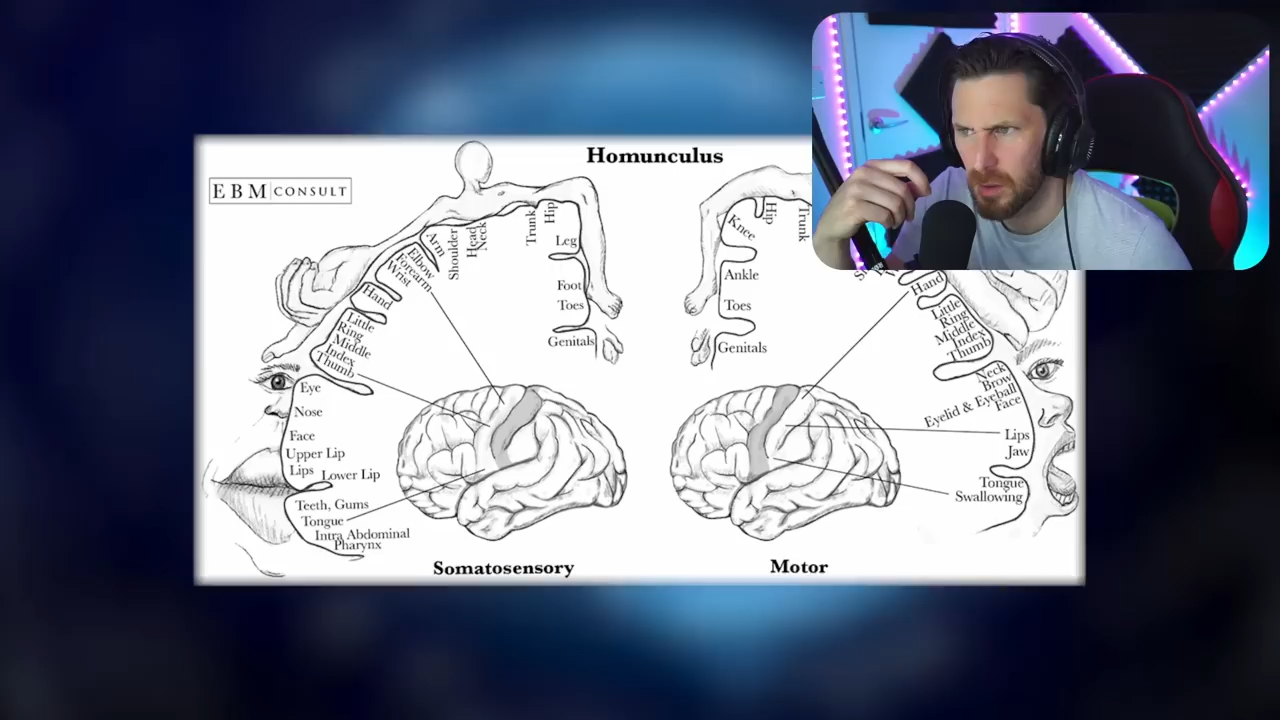 Homunculus
EBM CONSULT
Arm
Shoulder
Head
Neck
Trunk
Hip
Leg
Foot
Toes
Genitals
Elbow
Forearm
Wrist
Hand
Little
Ring
Middle
Index
Thumb
Eye
Nose
Face
Upper Lip
Lips
Lower Lip
Teeth, Gums
Tongue
Intra Abdominal
Pharynx
Somatosensory
Hip
Trunk
Knee
Ankle
Toes
Genitals
Hand
Little
Ring
Middle
Index
Thumb
Neck
Brow
Eyelid & Eyeball
Face
Lips
Jaw
Tongue
Swallowing
Motor